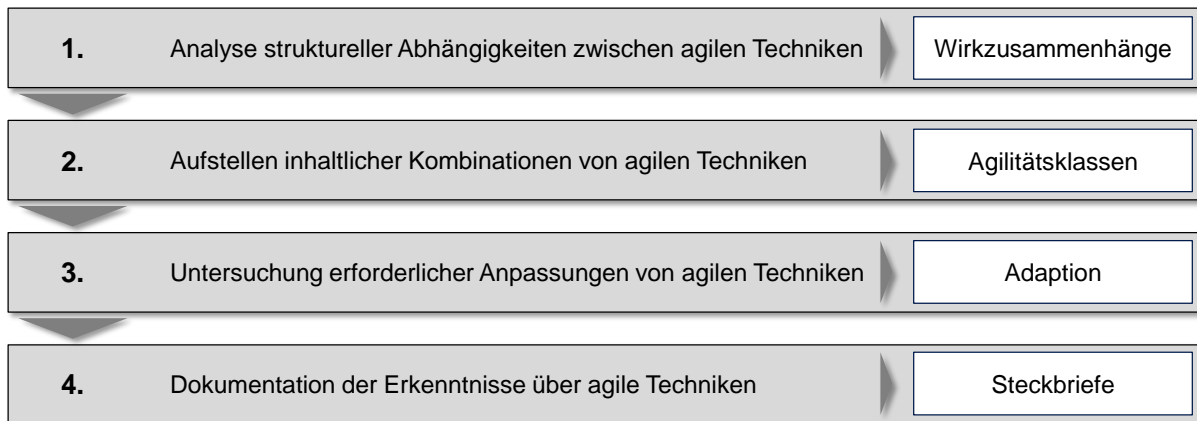 1. Analyse struktureller Abhängigkeiten zwischen agilen Techniken Wirkzusammenhänge
2. Aufstellen inhaltlicher Kombinationen von agilen Techniken Agilitätsklassen
3. Untersuchung erforderlicher Anpassungen von agilen Techniken Adaption
4. Dokumentation der Erkenntnisse über agile Techniken Steckbriefe